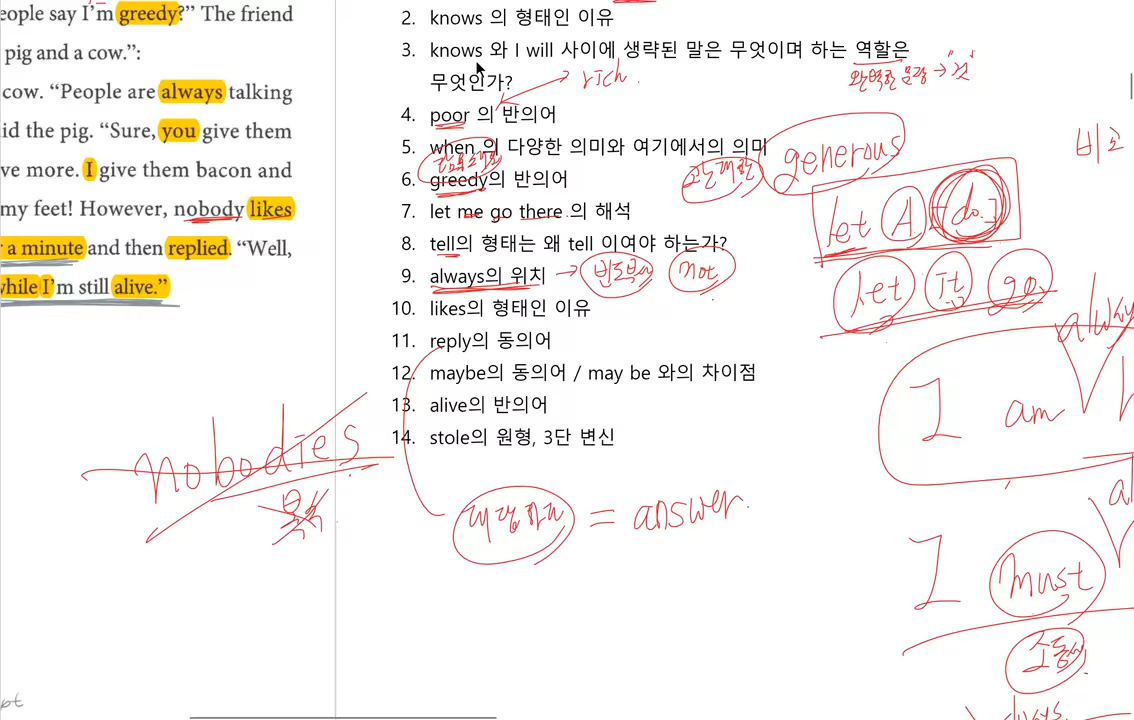 eople say I'm greedy?" The friend
pig and a cow.":
cow. "People are always talking
id the pig. "Sure, you give them
ve more. I give them bacon and
my feet! However, nobody likes
a minute and then replied. "Well,
while I'm still alive."
2. knows 의 형태인 이유
3. knows 와 I will 사이에 생략된 말은 무엇이며 하는 역할은
무엇인가?
4. poor 의 반의어
5. when 의 다양한 의미와 여기에서의 의미
6. greedy의 반의어
7. let me go there 의 해석
8. tell의 형태는 왜 tell 이여야 하는가?
9. always의 위치
10. likes의 형태인 이유
11. reply의 동의어
12. maybe의 동의어 / may be 와의 차이점
13. alive의 반의어
14. stole의 원형, 3단 변신
rich.
generous
let A do.
let it go.
빈도부사
not
nobodies
복수
대답하다 = answer.
always
I am
I must
조동사
always